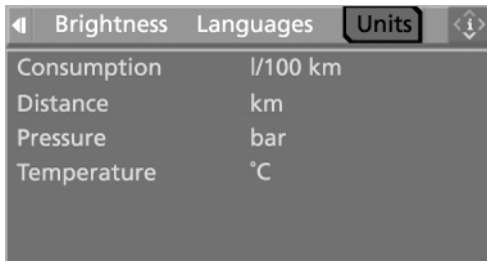 Brightness Languages Units i
Consumption l/100 km
Distance km
Pressure bar
Temperature °C